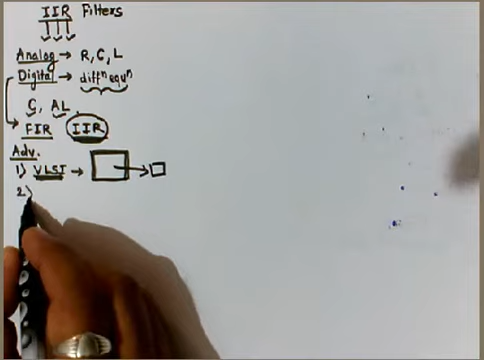 IIR Filters
Analog → R, C, L
Digital → diffⁿ equⁿ
C, AL
FIR IIR
Adv.
1) VLSI →
2)